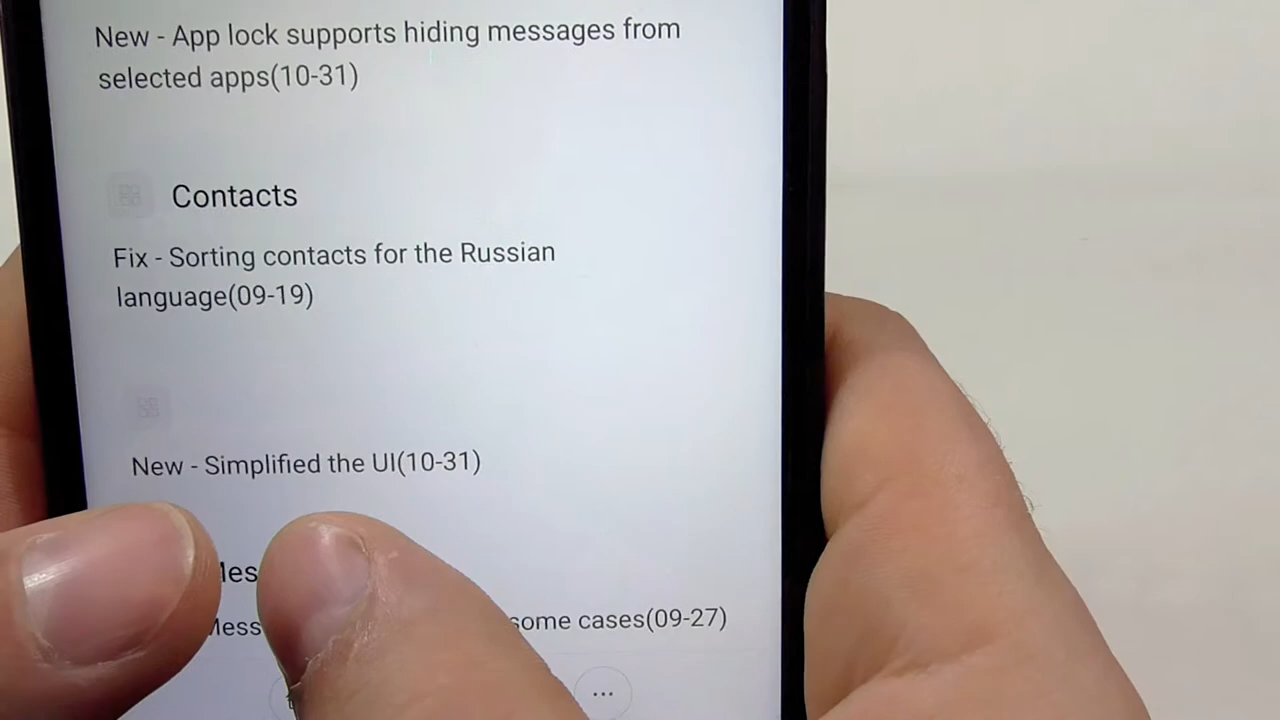 New - App lock supports hiding messages from
selected apps(10-31)
Contacts
Fix - Sorting contacts for the Russian
language(09-19)
New - Simplified the UI(10-31)
some cases(09-27)